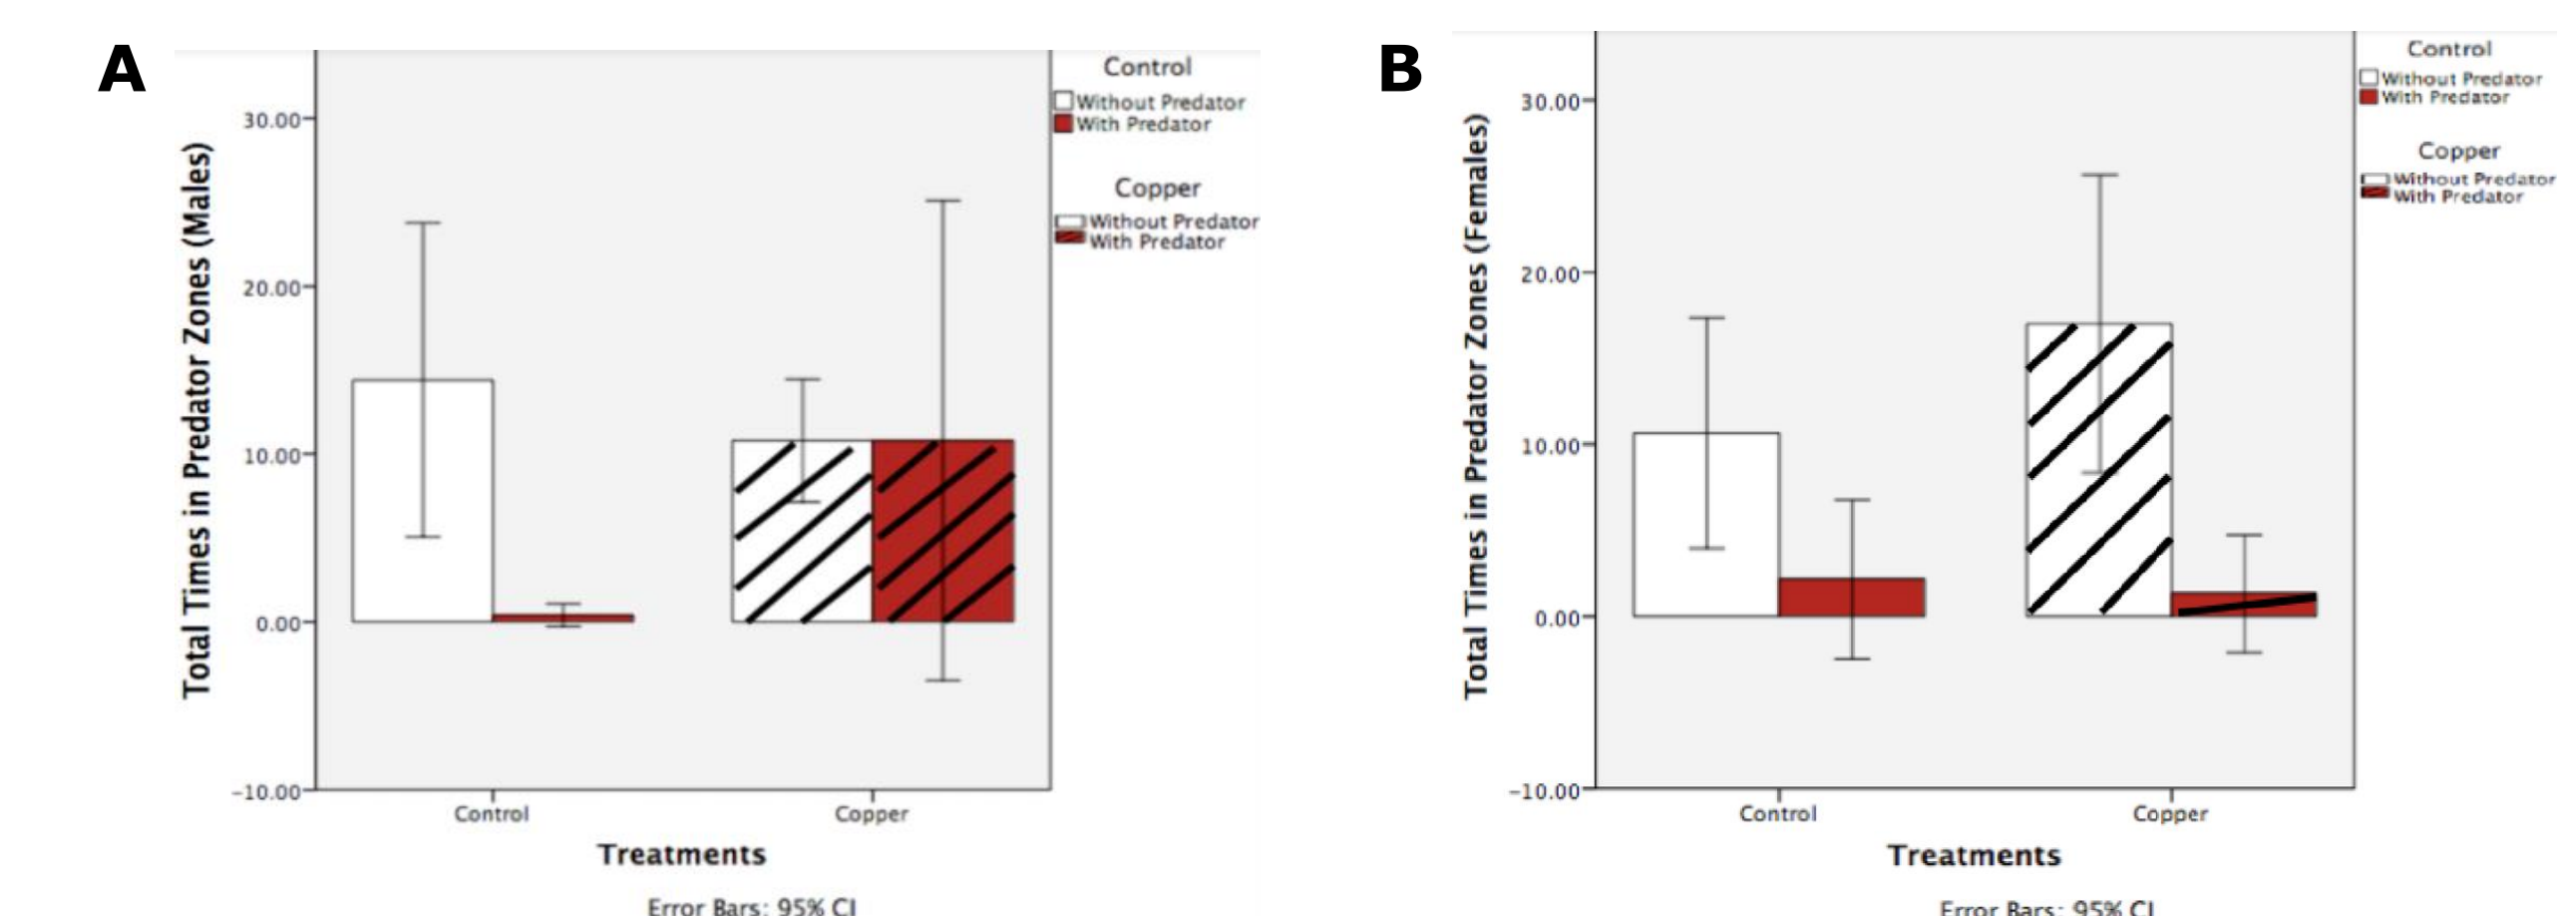 A
Total Times in Predator Zones (Males)
30.00
20.00
10.00
0.00
-10.00
Control
Copper
Treatments
Error Bars: 95% CI
Control
Without Predator
With Predator
Copper
Without Predator
With Predator
B
Total Times in Predator Zones (Females)
30.00
20.00
10.00
0.00
-10.00
Control
Copper
Treatments
Error Bars: 95% CI
Control
Without Predator
With Predator
Copper
Without Predator
With Predator